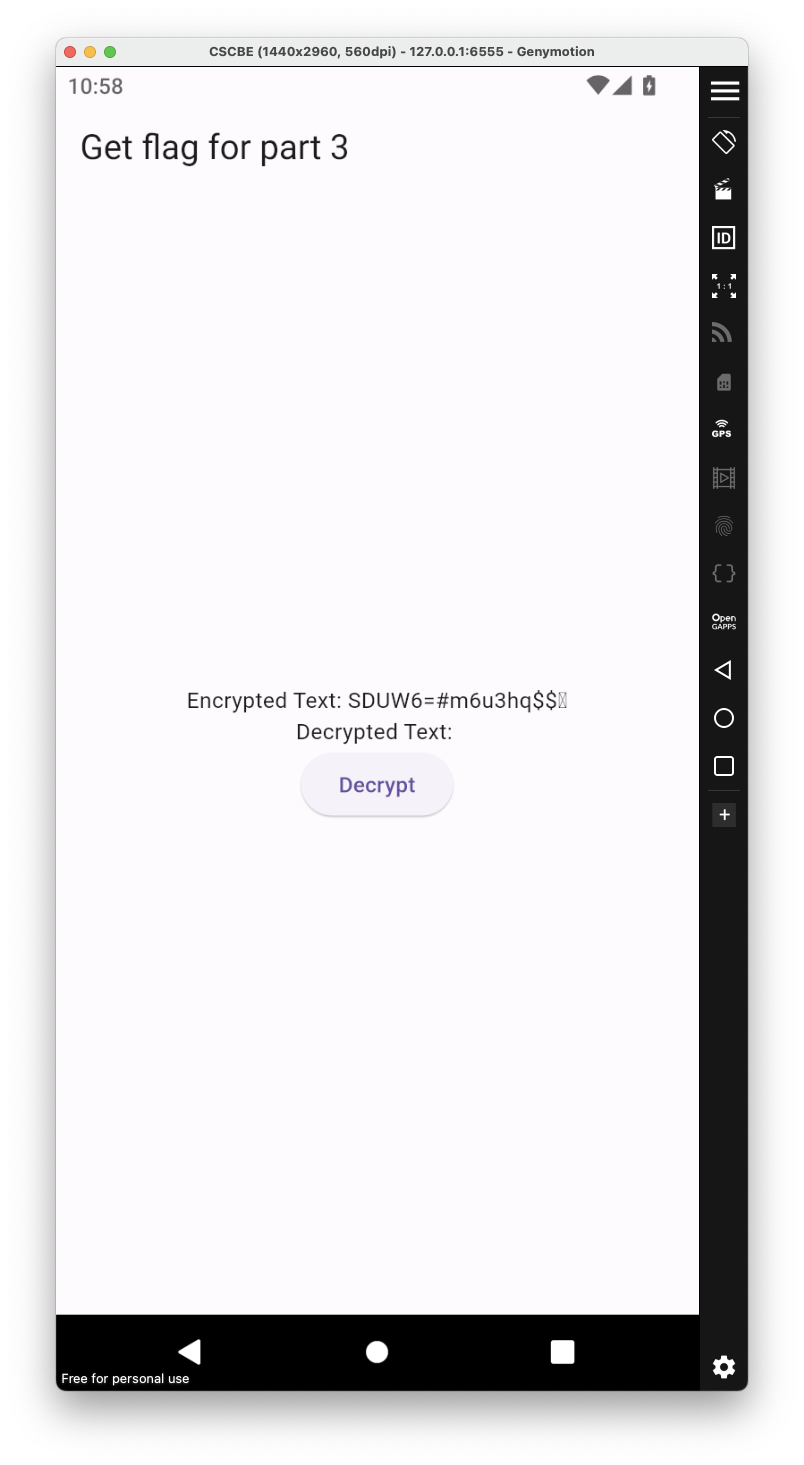 CSCBE (1440x2960, 560dpi) - 127.0.0.1:6555 - Genymotion
10:58
Get flag for part 3
ID
1 : 1
GPS
Open
GAPPS
Encrypted Text: SDUW6=#m6u3hq$$
Decrypted Text:
Decrypt
Free for personal use